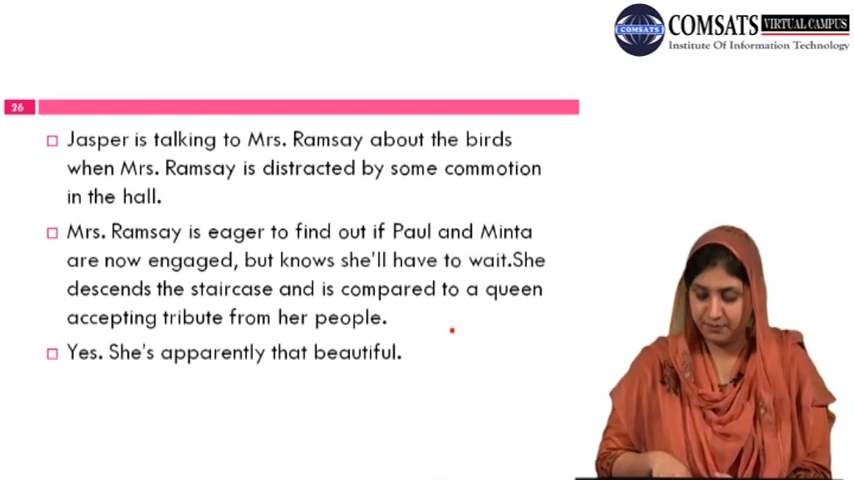 COMSATS VIRTUAL CAMPUS
COMSATS
Institute Of Information Technology
26
Jasper is talking to Mrs. Ramsay about the birds
when Mrs. Ramsay is distracted by some commotion
in the hall.
Mrs. Ramsay is eager to find out if Paul and Minta
are now engaged, but knows she'll have to wait.She
descends the staircase and is compared to a queen
accepting tribute from her people.
Yes. She's apparently that beautiful.